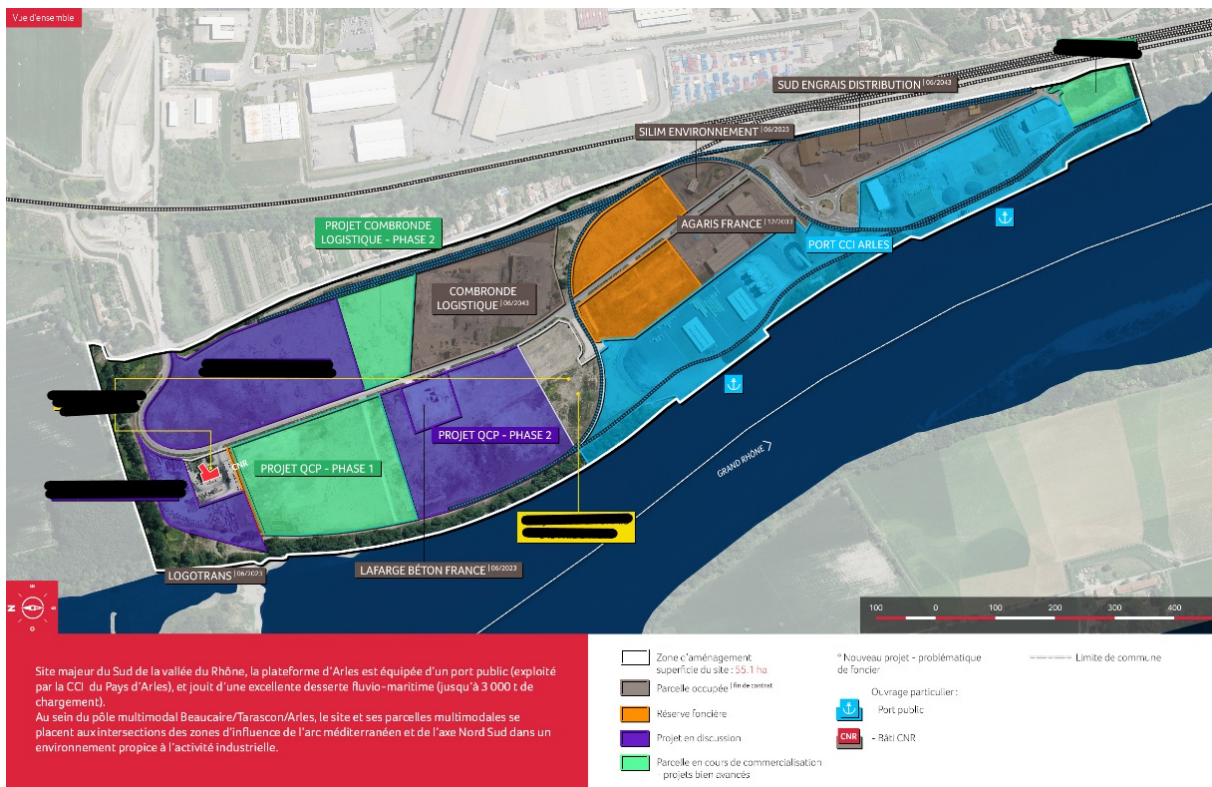 Vue d'ensemble
SUD ENGRAIS DISTRIBUTION | 06/2043
SILIM ENVIRONNEMENT | 06/2023
PROJET COMBRONDE
LOGISTIQUE - PHASE 2
AGARIS FRANCE | 12/2033
PORT CCI ARLES
COMBRONDE
LOGISTIQUE | 06/2043
PROJET QCP - PHASE 2
CNR
PROJET QCP - PHASE 1
GRAND RHÔNE
LOGOTRANS | 06/2023
LAFARGE BÉTON FRANCE | 06/2023
N
100 0 100 200 300 400
Site majeur du Sud de la vallée du Rhône, la plateforme d'Arles est équipée d'un port public (exploité
par la CCI du Pays d'Arles), et jouit d'une excellente desserte fluvio-maritime (jusqu'à 3 000 t de
chargement).
Au sein du pôle multimodal Beaucaire/Tarascon/Arles, le site et ses parcelles multimodales se
placent aux intersections des zones d'influence de l'arc méditerranéen et de l'axe Nord Sud dans un
environnement propice à l'activité industrielle.
Zone d'aménagement
superficie du site : 55.1 ha
Parcelle occupée | fin de contrat
Réserve foncière
Projet en discussion
Parcelle en cours de commercialisation
- projets bien avancés
* Nouveau projet - problématique
de foncier
Ouvrage particulier :
- Port public
CNR - Bâti CNR
Limite de commune